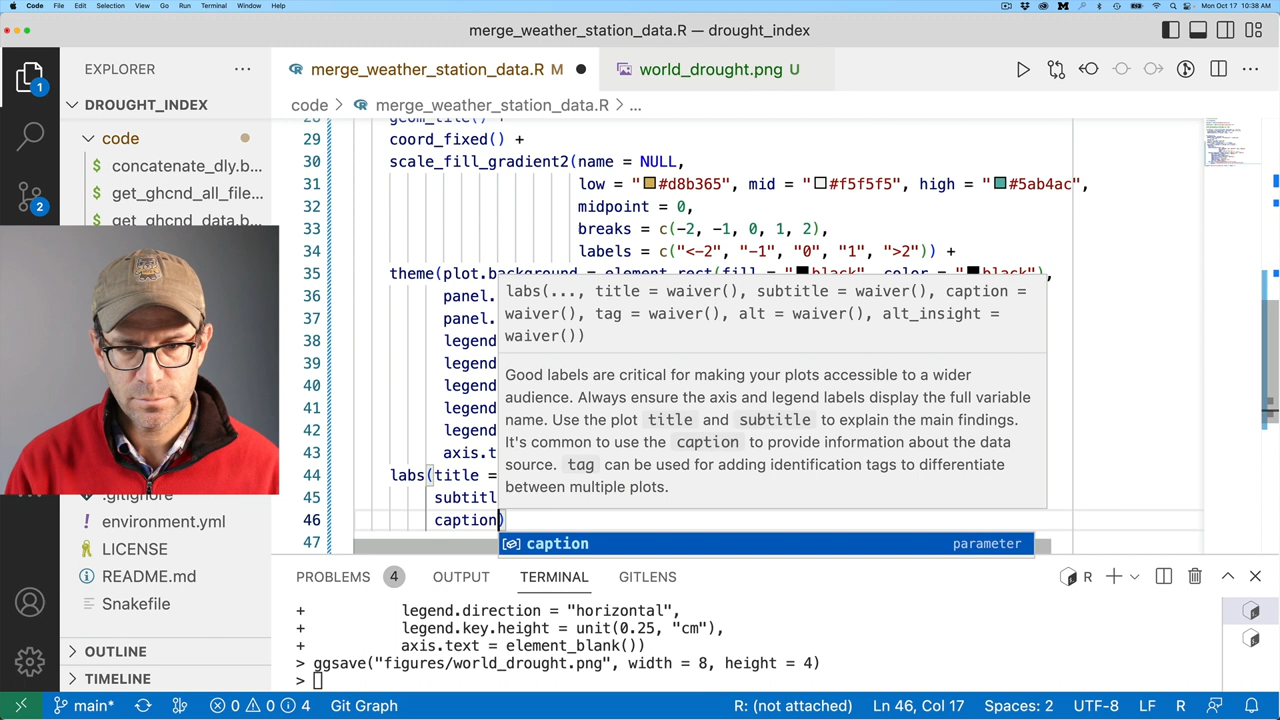 Code File Edit Selection View Go Run Terminal Window Help Mon Oct 17 10:38 AM
merge_weather_station_data.R — drought_index
EXPLORER ···
merge_weather_station_data.R M ●
world_drought.png U
DROUGHT_INDEX
code > merge_weather_station_data.R > ...
code
concatenate_dly.b...
get_ghcnd_all_file...
get_ghcnd_data.b...
1
2
29 coord_fixed() +
30 scale_fill_gradient2(name = NULL,
31 low = "#d8b365", mid = "#f5f5f5", high = "#5ab4ac",
32 midpoint = 0,
33 breaks = c(-2, -1, 0, 1, 2),
34 labels = c("<-2", "-1", "0", "1", ">2")) +
35 theme(plot.background = element_rect(fill = "black", color = "black"),
36 panel.
37 panel.
38 legend
39 legend
40 legend
41 legend
42 legend
43 axis.t
44 labs(title =
45 subtitl
46 caption)
47
labs(..., title = waiver(), subtitle = waiver(), caption =
waiver(), tag = waiver(), alt = waiver(), alt_insight =
waiver())
Good labels are critical for making your plots accessible to a wider
audience. Always ensure the axis and legend labels display the full variable
name. Use the plot title and subtitle to explain the main findings.
It's common to use the caption to provide information about the data
source. tag can be used for adding identification tags to differentiate
between multiple plots.
caption parameter
.gitignore
environment.yml
LICENSE
README.md
Snakefile
OUTLINE
TIMELINE
PROBLEMS 4 OUTPUT TERMINAL GITLENS R
+ legend.direction = "horizontal",
+ legend.key.height = unit(0.25, "cm"),
+ axis.text = element_blank())
> ggsave("figures/world_drought.png", width = 8, height = 4)
>
main* 0 0 4 Git Graph R: (not attached) Ln 46, Col 17 Spaces: 2 UTF-8 LF R